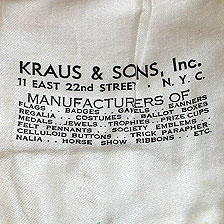 KRAUS & SONS, Inc.
11 EAST 22nd STREET · N. Y. C.
MANUFACTURERS OF
FLAGS . . BADGES . . GAVELS . . BANNERS
REGALIA . . COSTUMES . . BALLOT BOXES
MEDALS . . JEWELS . . TROPHIES . . PRIZE CUPS
FELT PENNANTS . . SOCIETY EMBLEMS . .
CELLULOID BUTTONS . . TRICK PARAPHER-
NALIA . . HORSE SHOW RIBBONS . . ETC.